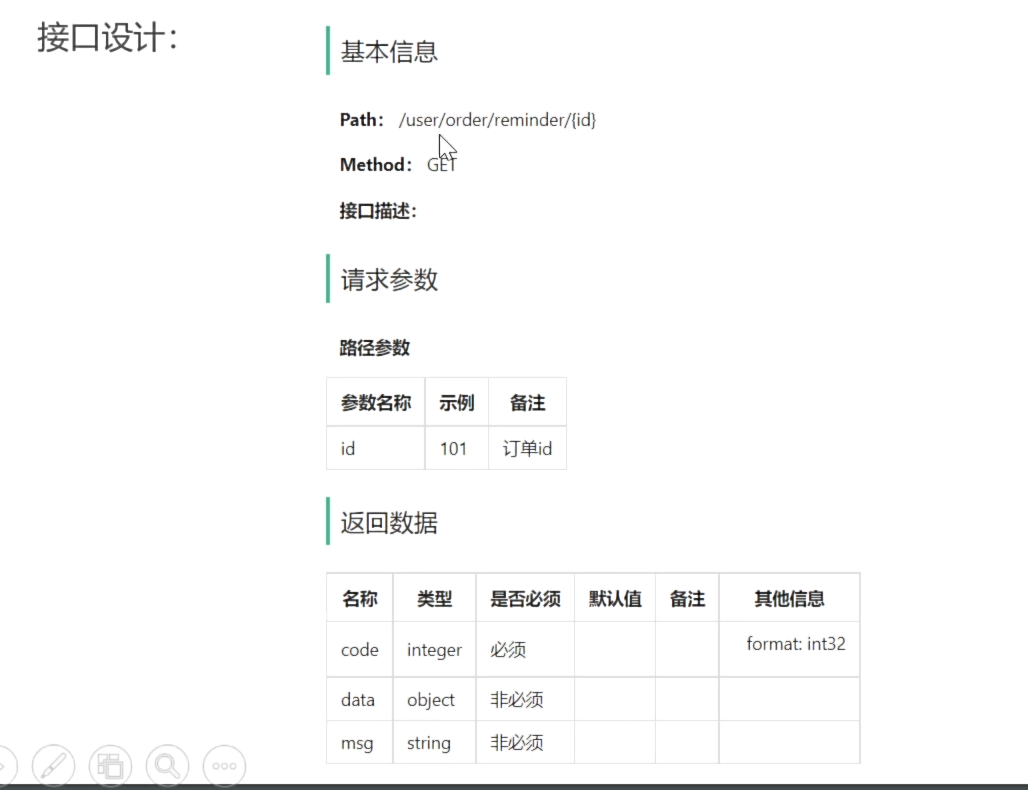 接口设计：
基本信息
Path： /user/order/reminder/{id}
Method： GET
接口描述：
请求参数
路径参数
参数名称 示例 备注
id 101 订单id
返回数据
名称 类型 是否必须 默认值 备注 其他信息
code integer 必须 format: int32
data object 非必须
msg string 非必须